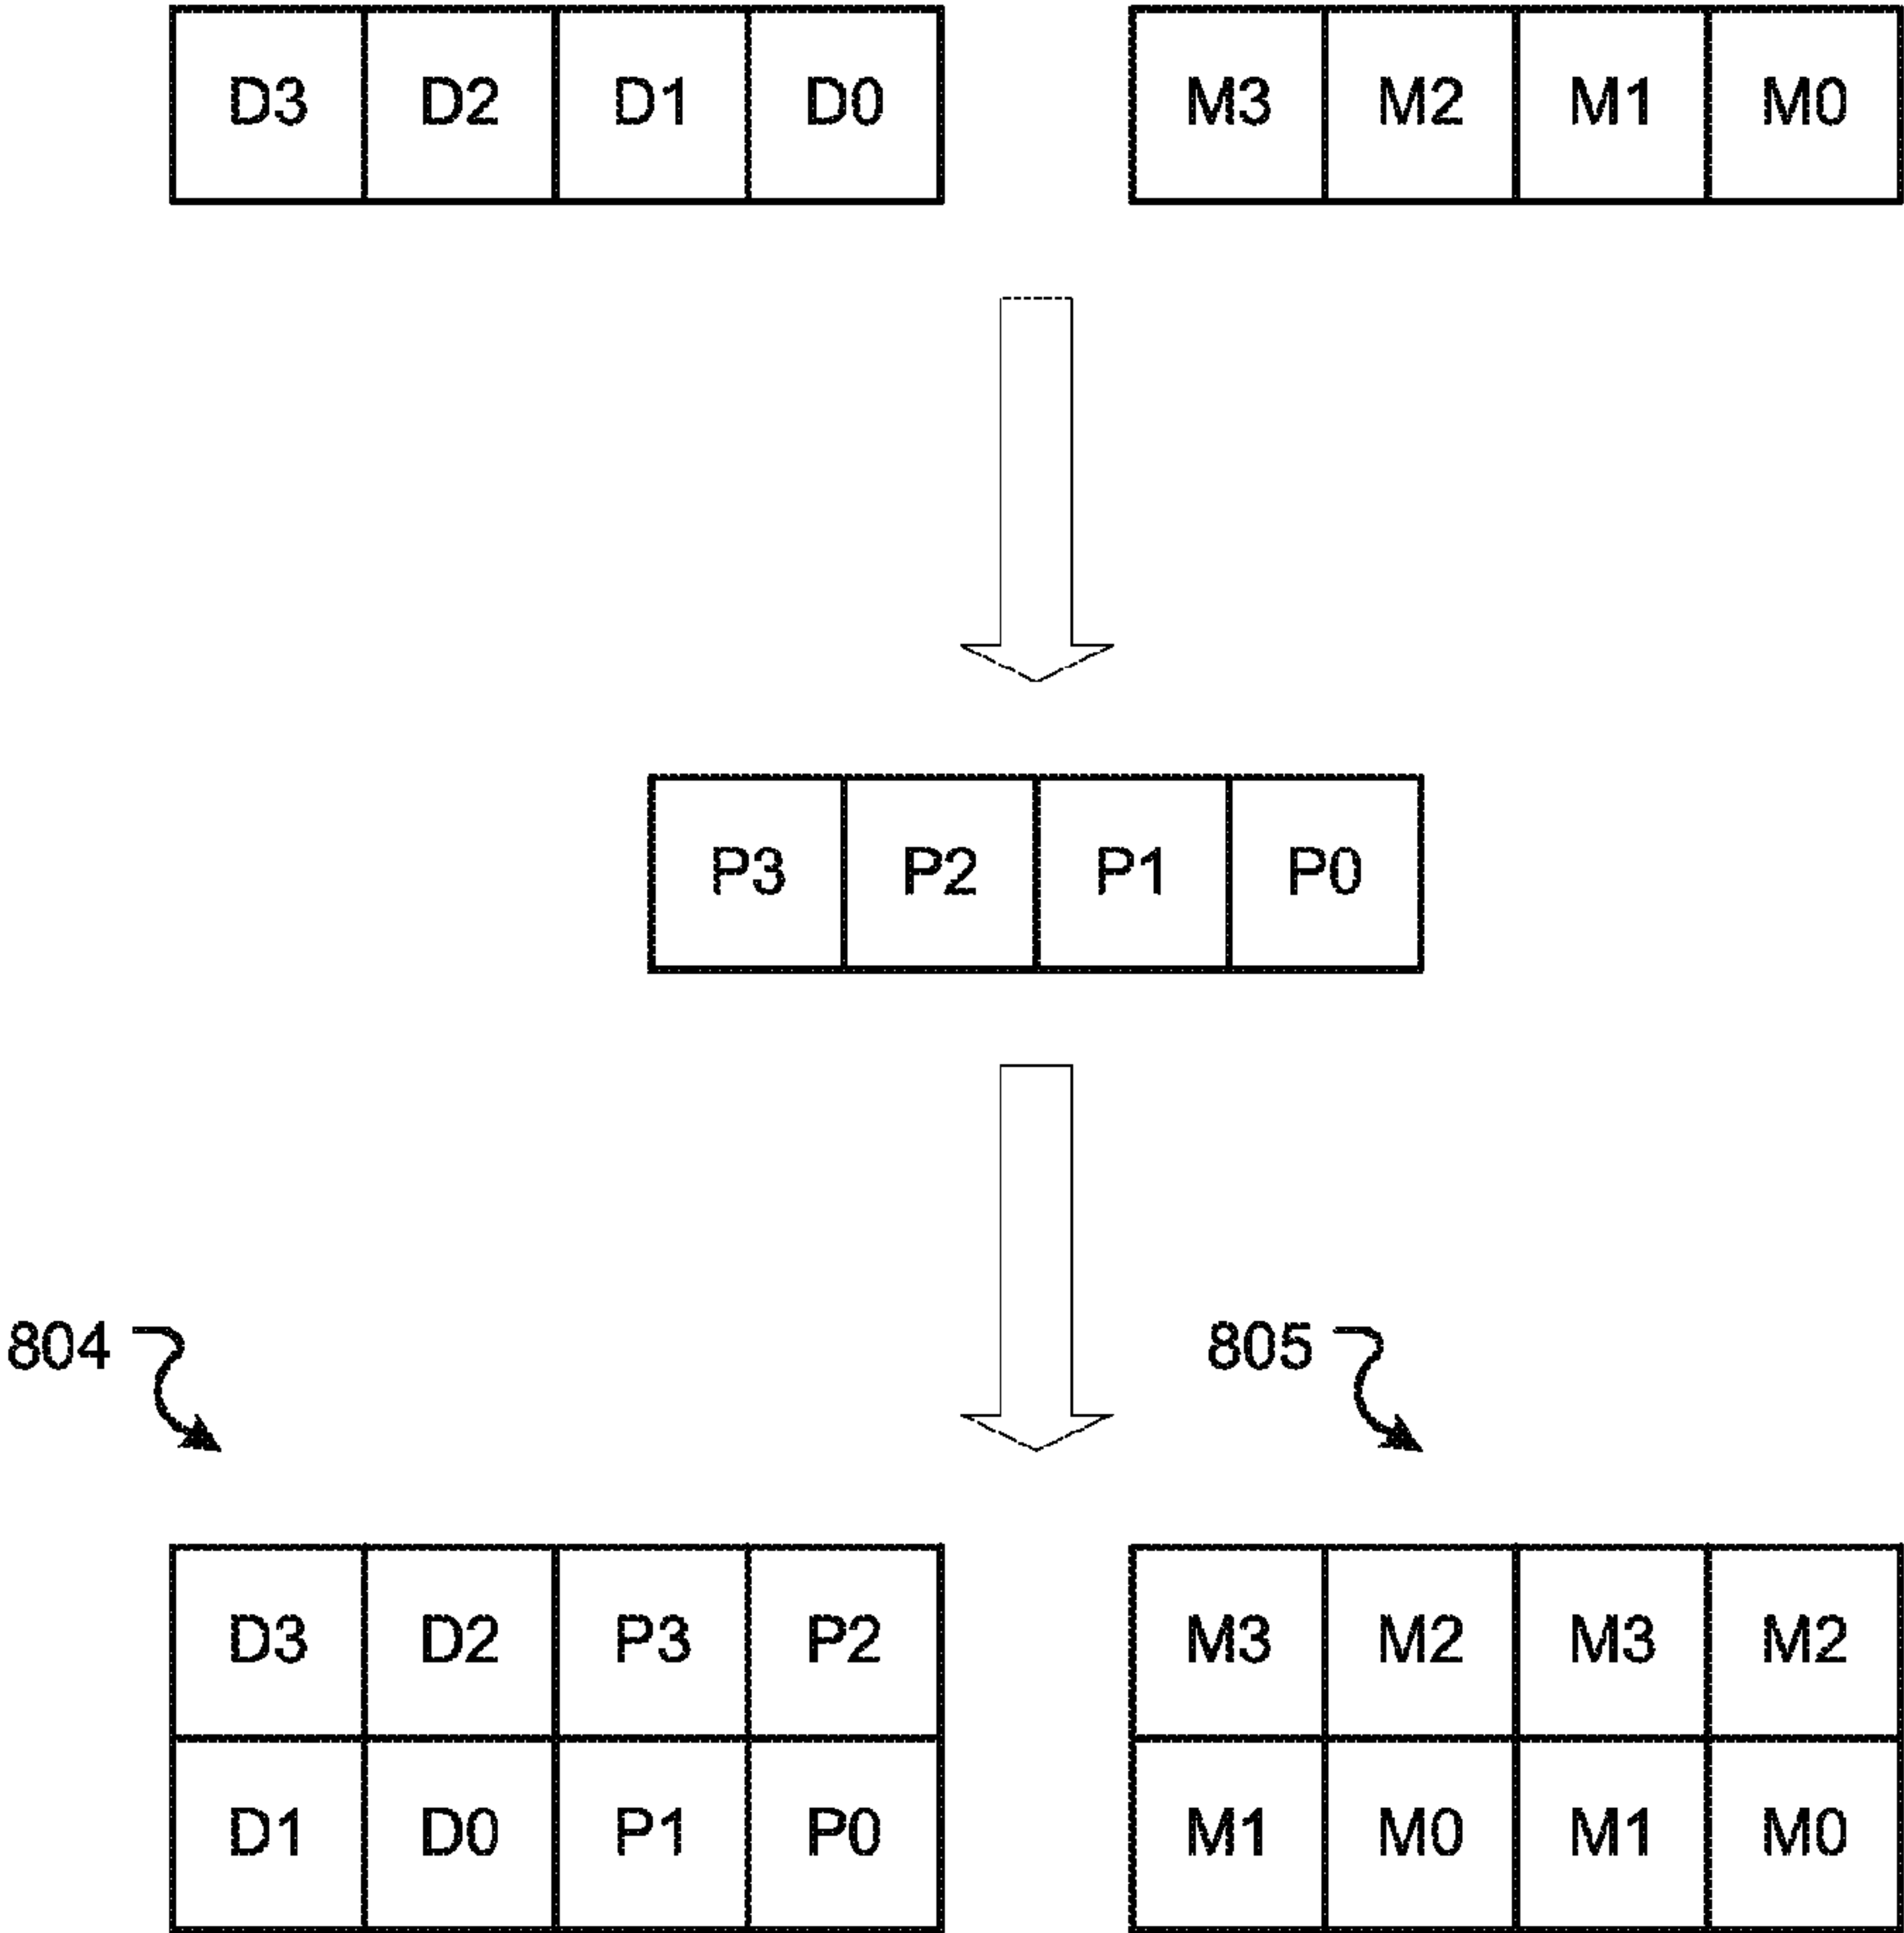 D3 D2 D1 D0 M3 M2 M1 M0
P3 P2 P1 P0
804 805
D3 D2 P3 P2 M3 M2 M3 M2
D1 D0 P1 P0 M1 M0 M1 M0